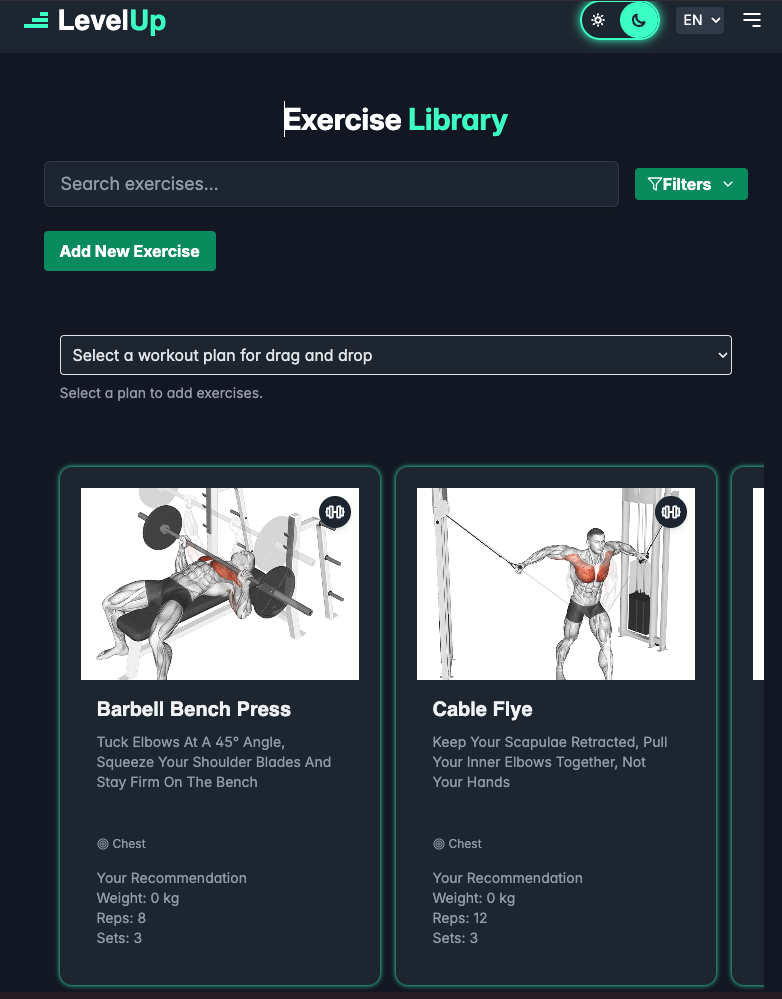 LevelUp
EN
Exercise Library
Search exercises...
Filters
Add New Exercise
Select a workout plan for drag and drop
Select a plan to add exercises.
Barbell Bench Press
Tuck Elbows At A 45° Angle,
Squeeze Your Shoulder Blades And
Stay Firm On The Bench
Chest
Your Recommendation
Weight: 0 kg
Reps: 8
Sets: 3
Cable Flye
Keep Your Scapulae Retracted, Pull
Your Inner Elbows Together, Not
Your Hands
Chest
Your Recommendation
Weight: 0 kg
Reps: 12
Sets: 3